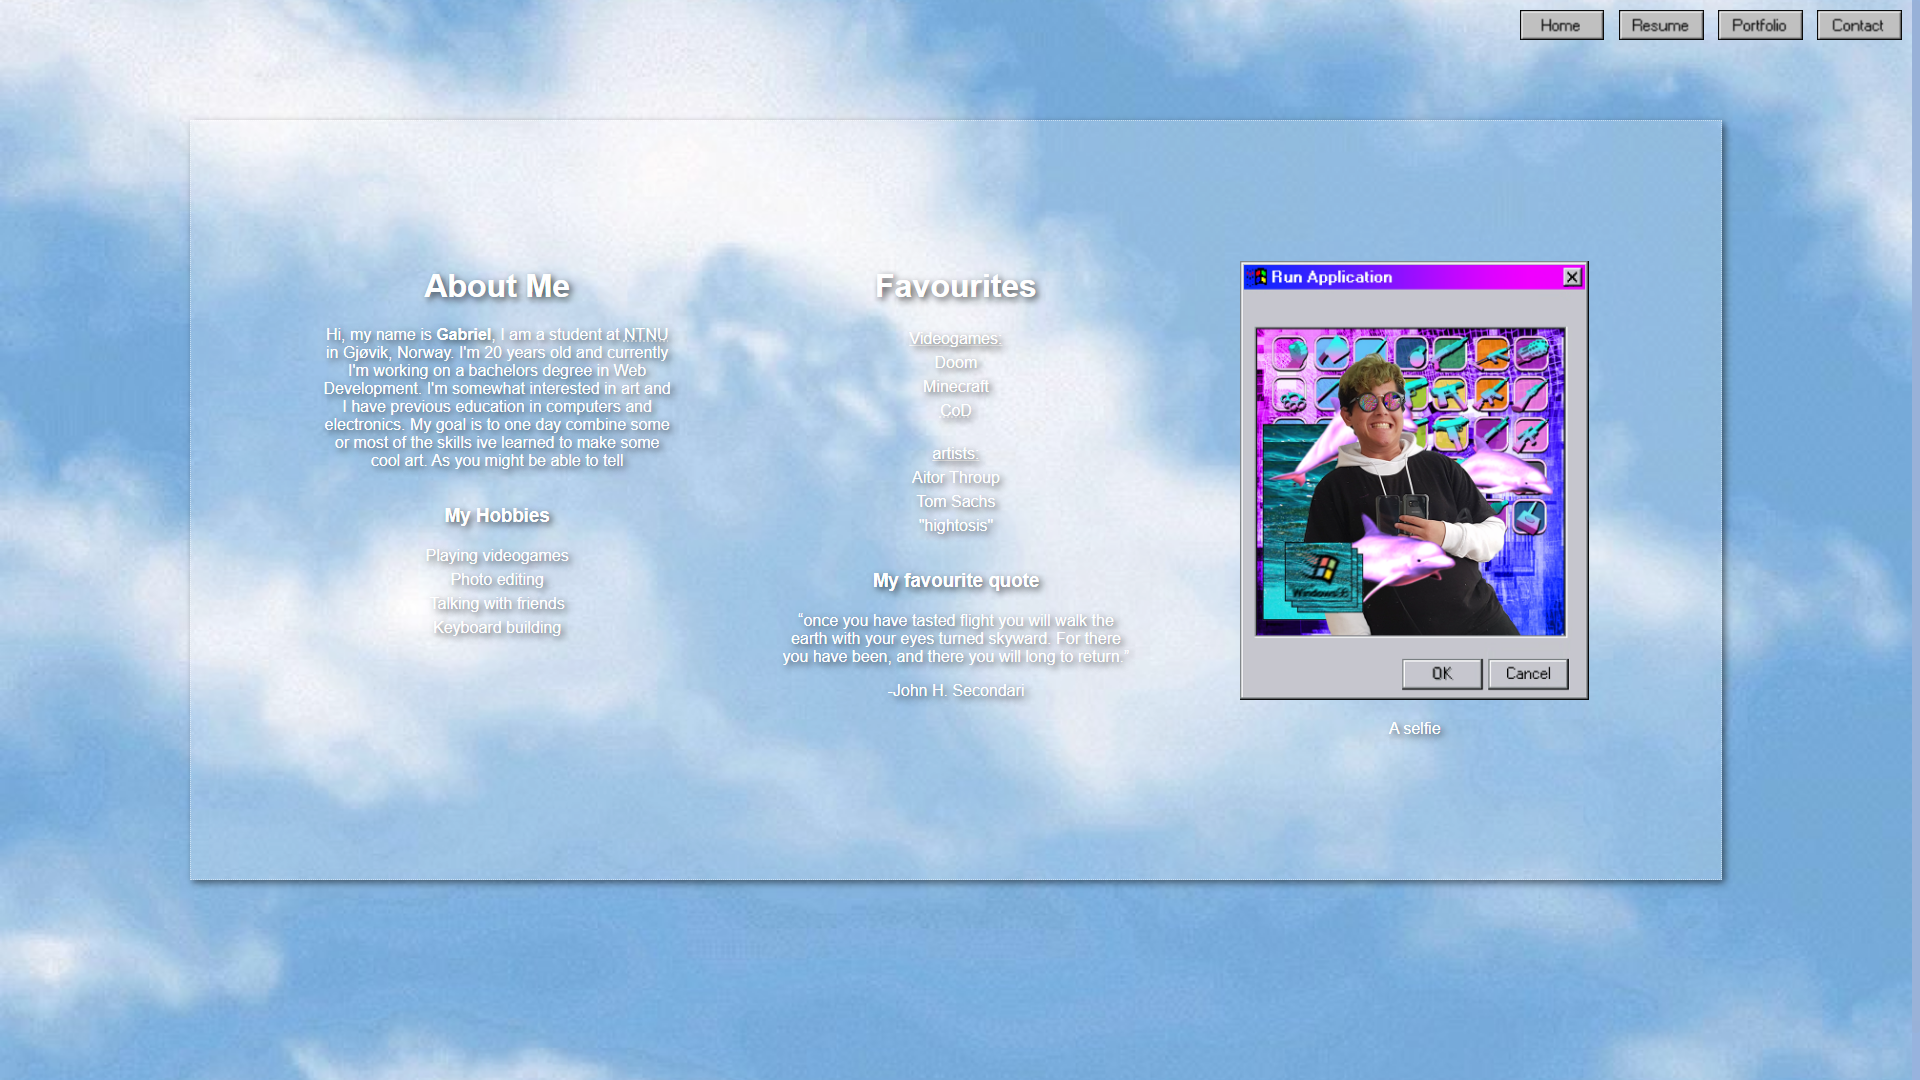 Home
Resume
Portfolio
Contact
About Me
Hi, my name is Gabriel, I am a student at NTNU
in Gjøvik, Norway. I'm 20 years old and currently
I'm working on a bachelors degree in Web
Development. I'm somewhat interested in art and
I have previous education in computers and
electronics. My goal is to one day combine some
or most of the skills ive learned to make some
cool art. As you might be able to tell
My Hobbies
Playing videogames
Photo editing
Talking with friends
Keyboard building
Favourites
Videogames:
Doom
Minecraft
CoD
artists:
Aitor Throup
Tom Sachs
"hightosis"
My favourite quote
“once you have tasted flight you will walk the
earth with your eyes turned skyward. For there
you have been, and there you will long to return.”
-John H. Secondari
Run Application
OK
Cancel
A selfie